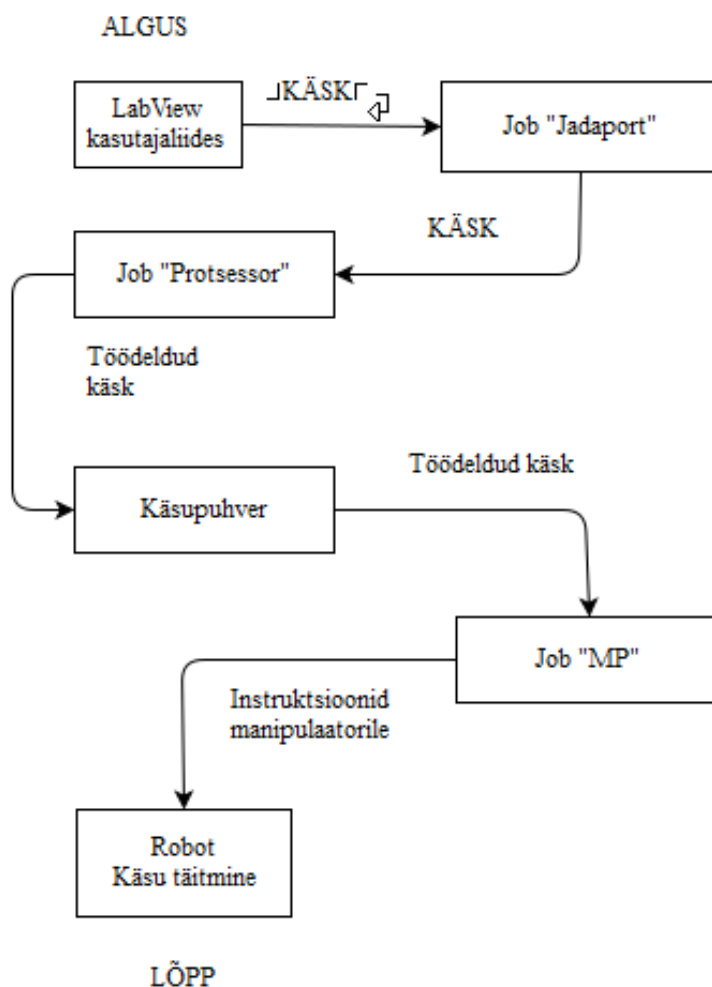 ALGUS
LabView
kasutajaliides
┘KÄSK┌
Job "Jadaport"
KÄSK
Job "Protsessor"
Töödeldud
käsk
Käsupuhver
Töödeldud käsk
Job "MP"
Instruktsioonid
manipulaatorile
Robot
Käsu täitmine
LÕPP